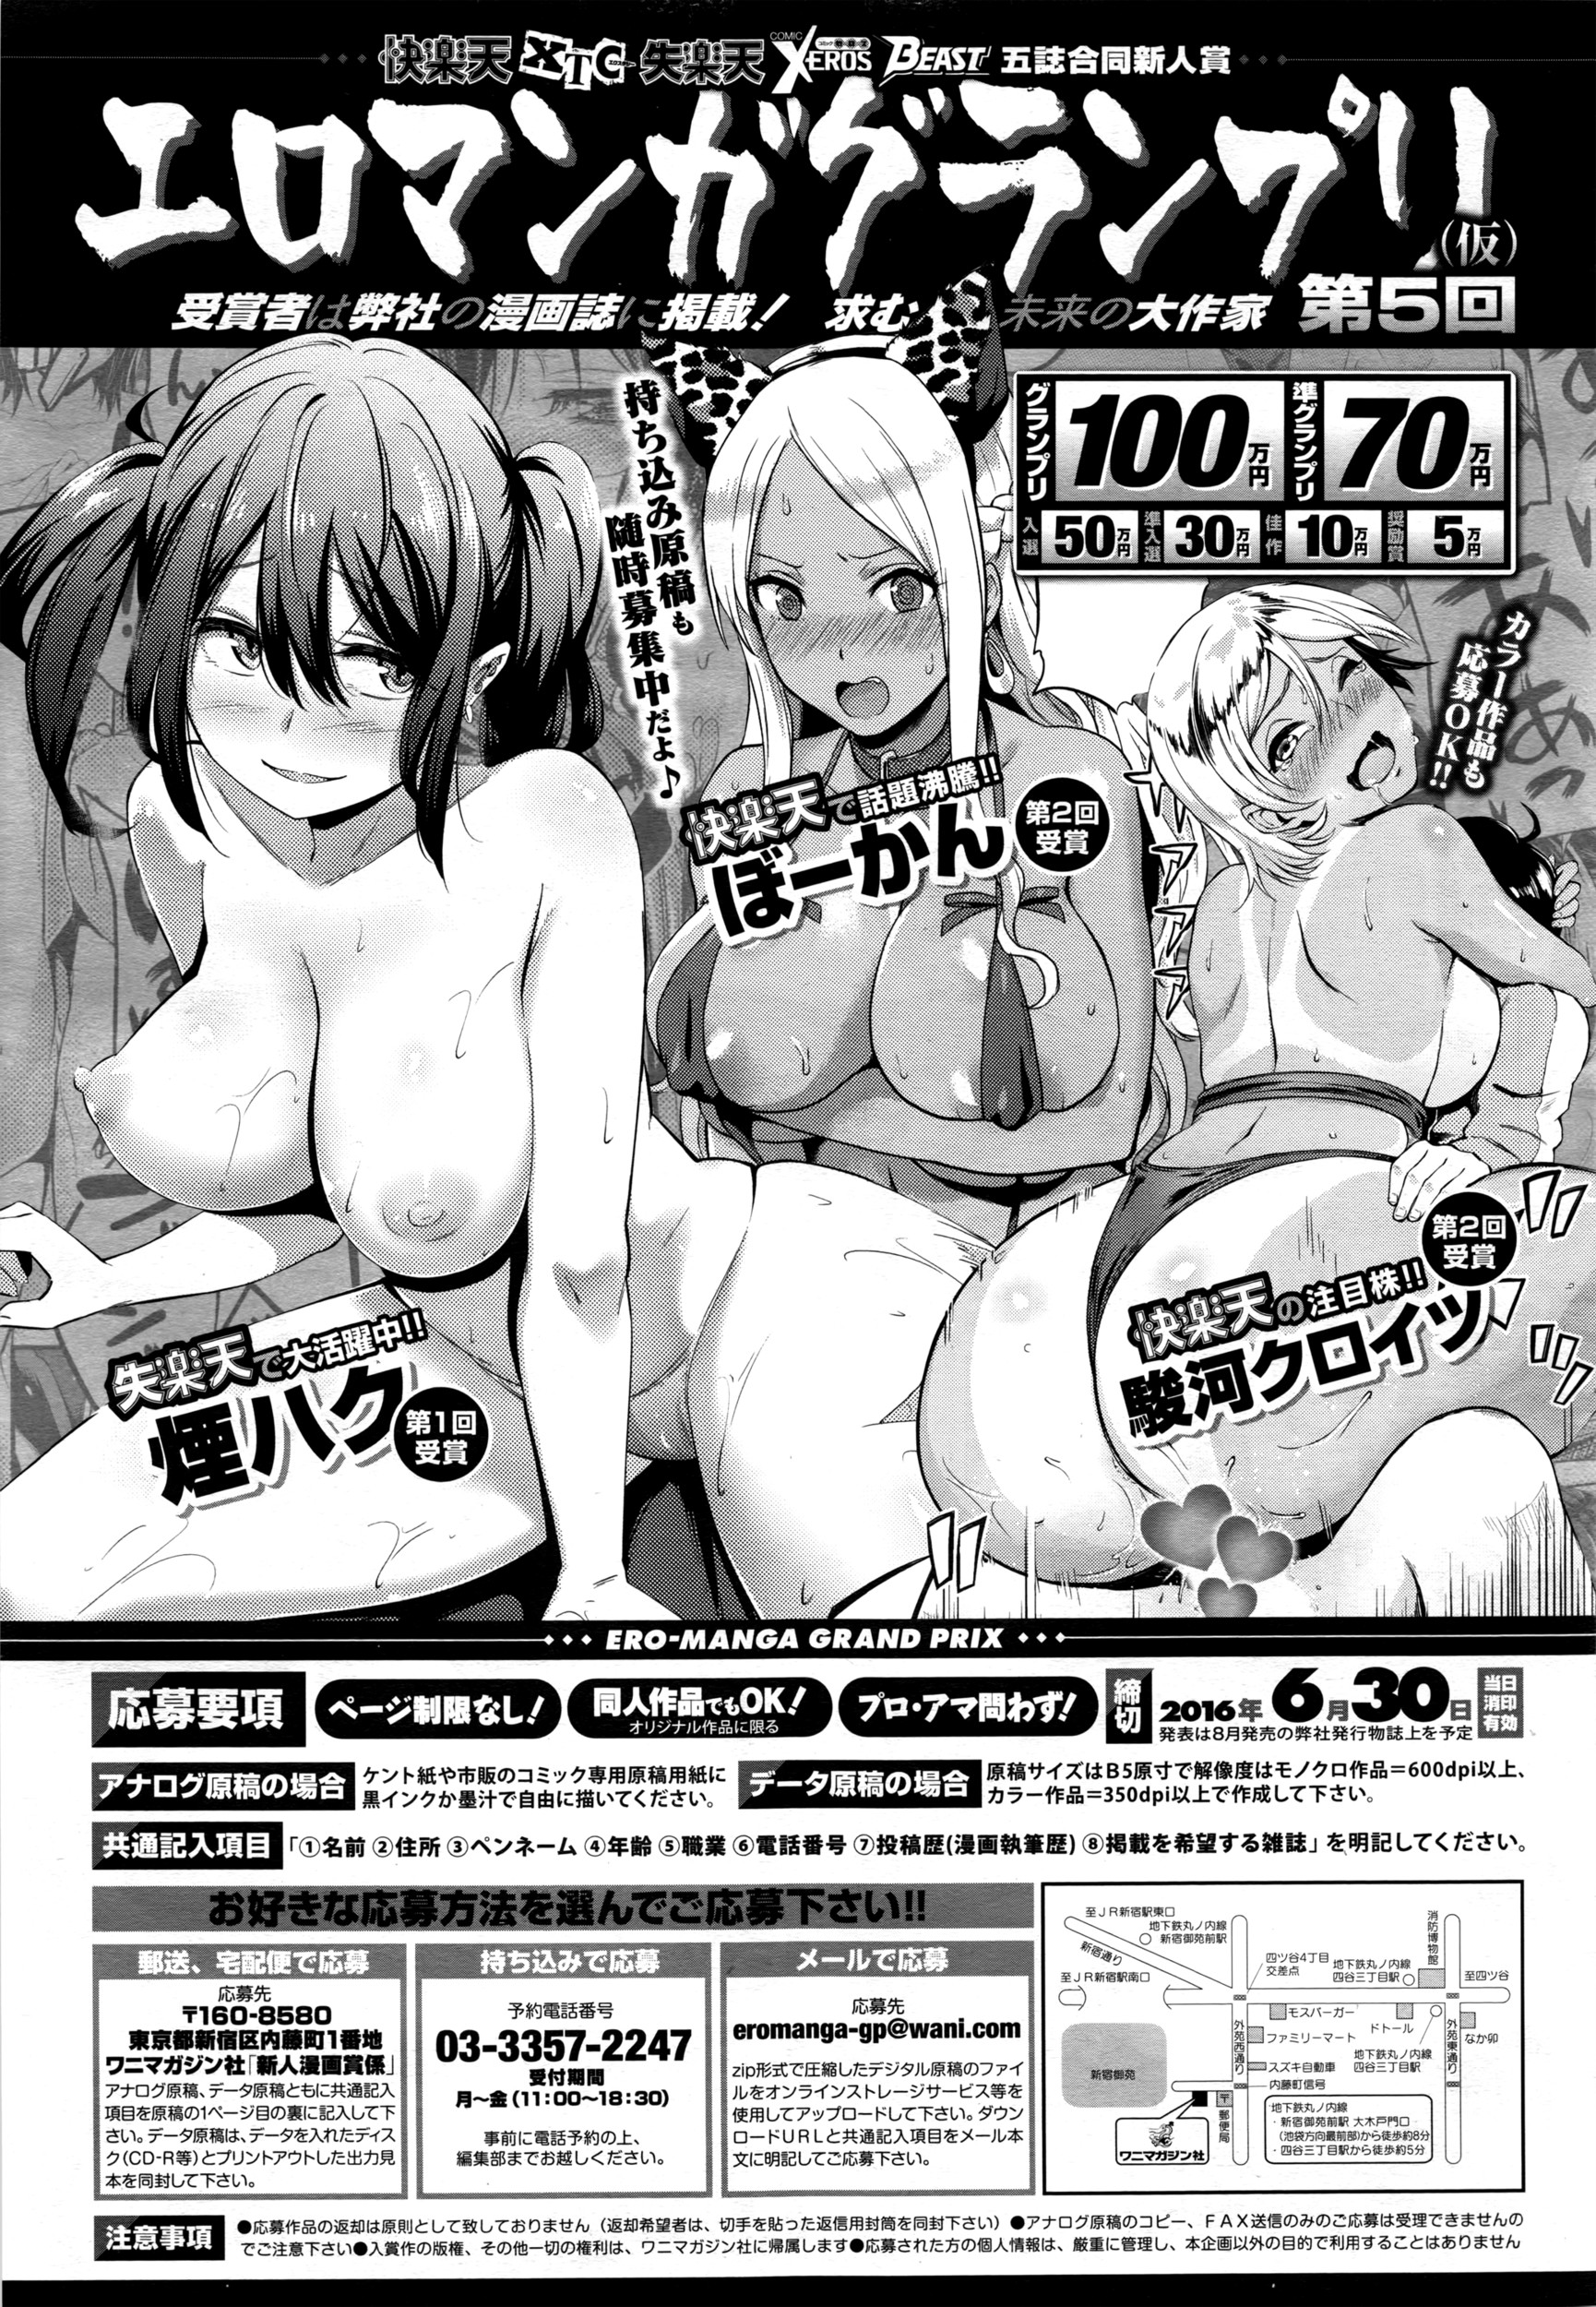 快楽天 XTC 失楽天 COMIC X-EROS BEAST 五誌合同新人賞
エロマンガグランプリ(仮)
受賞者は弊社の漫画誌に掲載! 求む 未来の大作家 第5回
グランプリ 100万円 準グランプリ 70万円
入選 50万円 準入選 30万円 佳作 10万円 奨励賞 5万円
持ち込み原稿も
随時募集中だよ♪
カラー作品も
応募OK!!
快楽天で話題沸騰!!
ぼーかん
第2回
受賞
快楽天の注目株!!
駿河クロイツ
第2回
受賞
失楽天で大活躍中!!
煙ハク
第1回
受賞
ERO-MANGA GRAND PRIX
応募要項
ページ制限なし!
同人作品でもOK!
オリジナル作品に限る
プロ・アマ問わず!
締切
2016年6月30日 当日消印有効
発表は8月発売の弊社発行物誌上を予定
アナログ原稿の場合
ケント紙や市販のコミック専用原稿用紙に
黒インクか墨汁で自由に描いてください。
データ原稿の場合
原稿サイズはB5原寸で解像度はモノクロ作品=600dpi以上、
カラー作品=350dpi以上で作成して下さい。
共通記入項目
「①名前 ②住所 ③ペンネーム ④年齢 ⑤職業 ⑥電話番号 ⑦投稿歴(漫画執筆歴) ⑧掲載を希望する雑誌」を明記してください。
お好きな応募方法を選んでご応募下さい!!
郵送、宅配便で応募
応募先
〒160-8580
東京都新宿区内藤町1番地
ワニマガジン社「新人漫画賞係」
アナログ原稿、データ原稿ともに共通記入
項目を原稿の1ページ目の裏に記入して下
さい。データ原稿は、データを入れたディス
ク(CD-R等)とプリントアウトした出力見
本を同封して下さい。
持ち込みで応募
予約電話番号
03-3357-2247
受付期間
月～金(11:00～18:30)
事前に電話予約の上、
編集部までお越しください。
メールで応募
応募先
eromanga-gp@wani.com
zip形式で圧縮したデジタル原稿のファイ
ルをオンラインストレージサービス等を
使用してアップロードして下さい。ダウン
ロードURLと共通記入項目をメール本
文に明記してご応募下さい。
至JR新宿駅東口
地下鉄丸ノ内線
新宿御苑前駅
新宿通り
至JR新宿駅南口
四ツ谷4丁目
交差点
地下鉄丸ノ内線
四谷三丁目駅
消防博物館
至四ツ谷
モスバーガー
ファミリーマート
ドトール
なか卯
地下鉄丸ノ内線
四谷三丁目駅
外苑西通り
外苑東通り
スズキ自動車
内藤町信号
新宿御苑
〒郵便局
ワニマガジン社
地下鉄丸ノ内線
・新宿御苑前駅 大木戸門口
(池袋方向最前部)から徒歩約8分
・四谷三丁目駅から徒歩約5分
注意事項
●応募作品の返却は原則として致しておりません(返却希望者は、切手を貼った返信用封筒を同封下さい)●アナログ原稿のコピー、FAX送信のみのご応募は受理できませんの
でご注意下さい●入賞作の版権、その他一切の権利は、ワニマガジン社に帰属します●応募された方の個人情報は、厳重に管理し、本企画以外の目的で利用することはありません